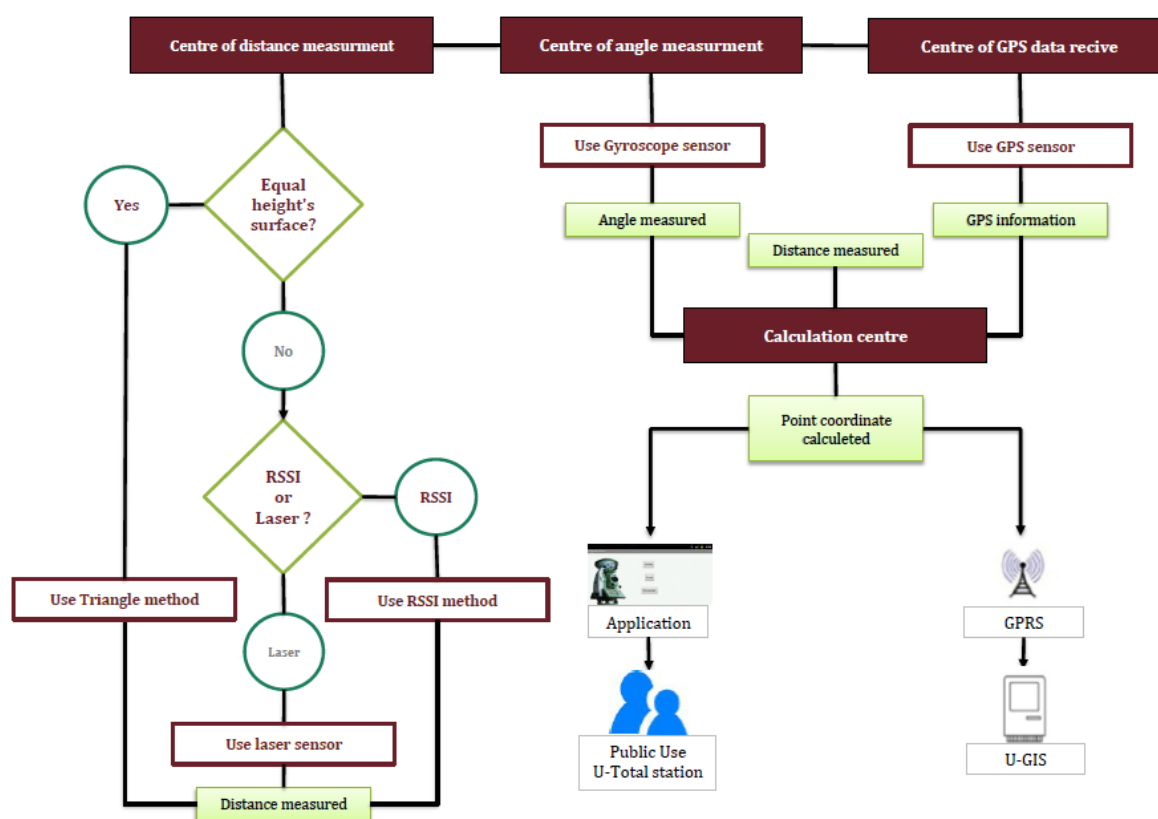 Centre of distance measurment
Centre of angle measurment
Centre of GPS data recive
Use Gyroscope sensor
Use GPS sensor
Yes
Equal
height's
surface?
Angle measured
GPS information
Distance measured
No
Calculation centre
Point coordinate
calculeted
RSSI
or
Laser ?
RSSI
Use Triangle method
Use RSSI method
Laser
Application
GPRS
Use laser sensor
Public Use
U-Total station
U-GIS
Distance measured